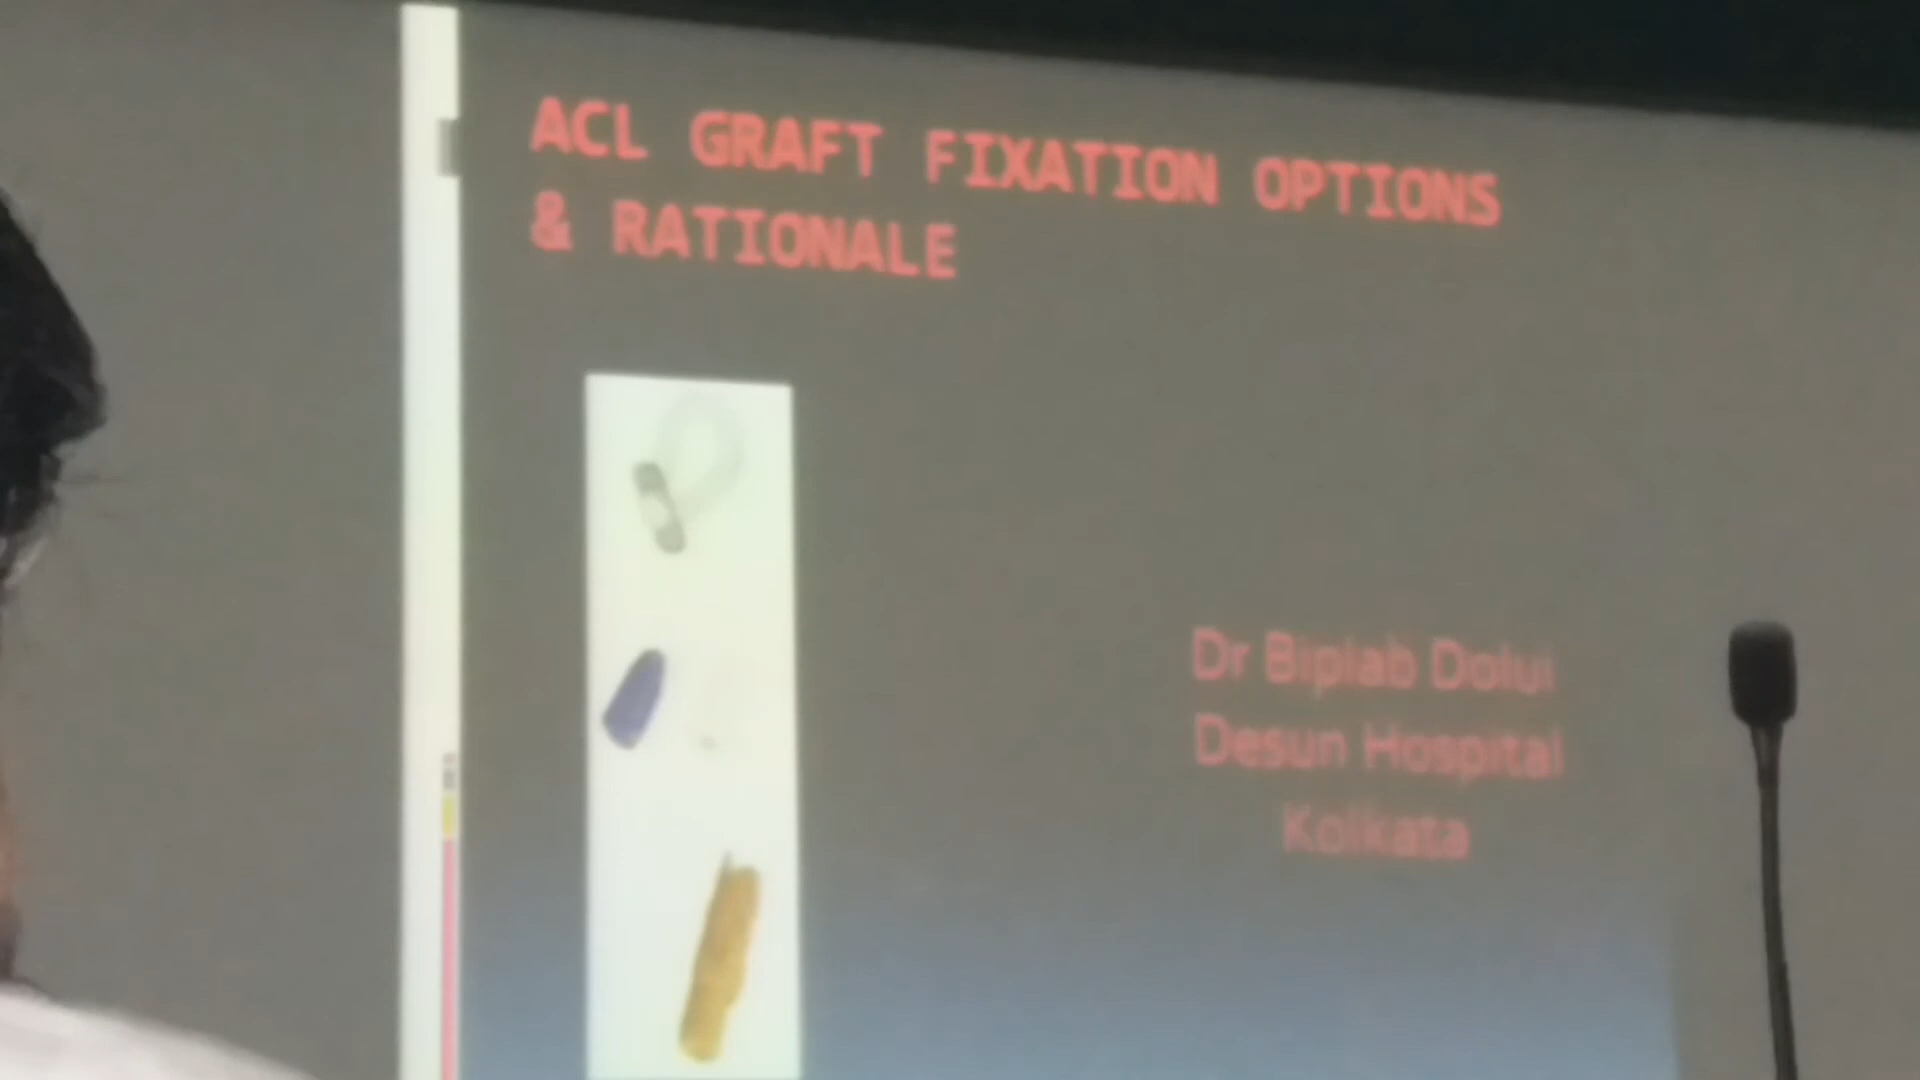 ACL GRAFT FIXATION OPTIONS
& RATIONALE
Dr Biplab Dolui
Desun Hospital
Kolkata